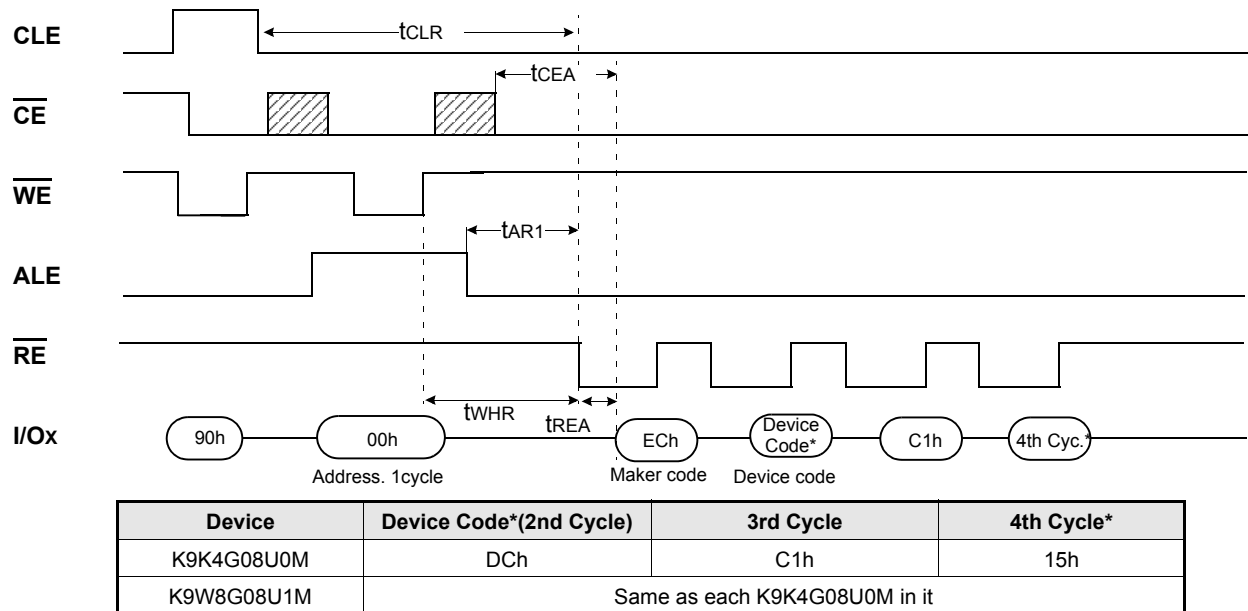 CLE
tCLR
tCEA
CE
WE
tAR1
ALE
RE
tWHR
tREA
I/Ox
90h
00h
ECh
Device
Code*
C1h
4th Cyc.*
Address. 1cycle
Maker code
Device code
Device
Device Code*(2nd Cycle)
3rd Cycle
4th Cycle*
K9K4G08U0M
DCh
C1h
15h
K9W8G08U1M
Same as each K9K4G08U0M in it